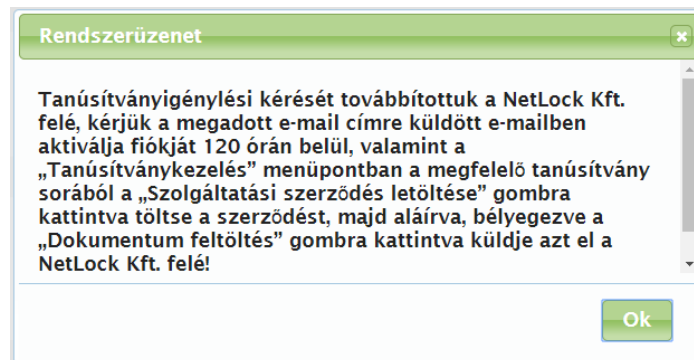 Rendszerüzenet
Tanúsítványigénylési kérését továbbítottuk a NetLock Kft.
felé, kérjük a megadott e-mail címre küldött e-mailben
aktiválja fiókját 120 órán belül, valamint a
„Tanúsítványkezelés” menüpontban a megfelelő tanúsítvány
sorából a „Szolgáltatási szerződés letöltése” gombra
kattintva töltse a szerződést, majd aláírva, bélyegezve a
„Dokumentum feltöltés” gombra kattintva küldje azt el a
NetLock Kft. felé!
Ok